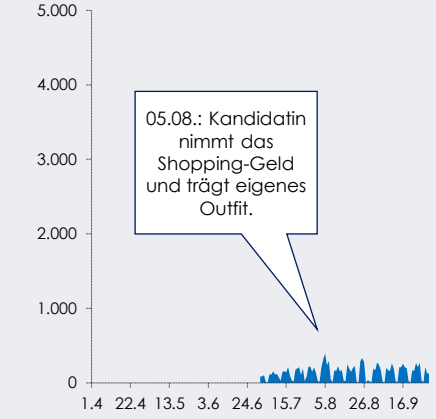 5.000
4.000
05.08.: Kandidatin
nimmt das
Shopping-Geld
und trägt eigenes
Outfit.
3.000
2.000
1.000
0
1.4 22.4 13.5 3.6 24.6 15.7 5.8 26.8 16.9